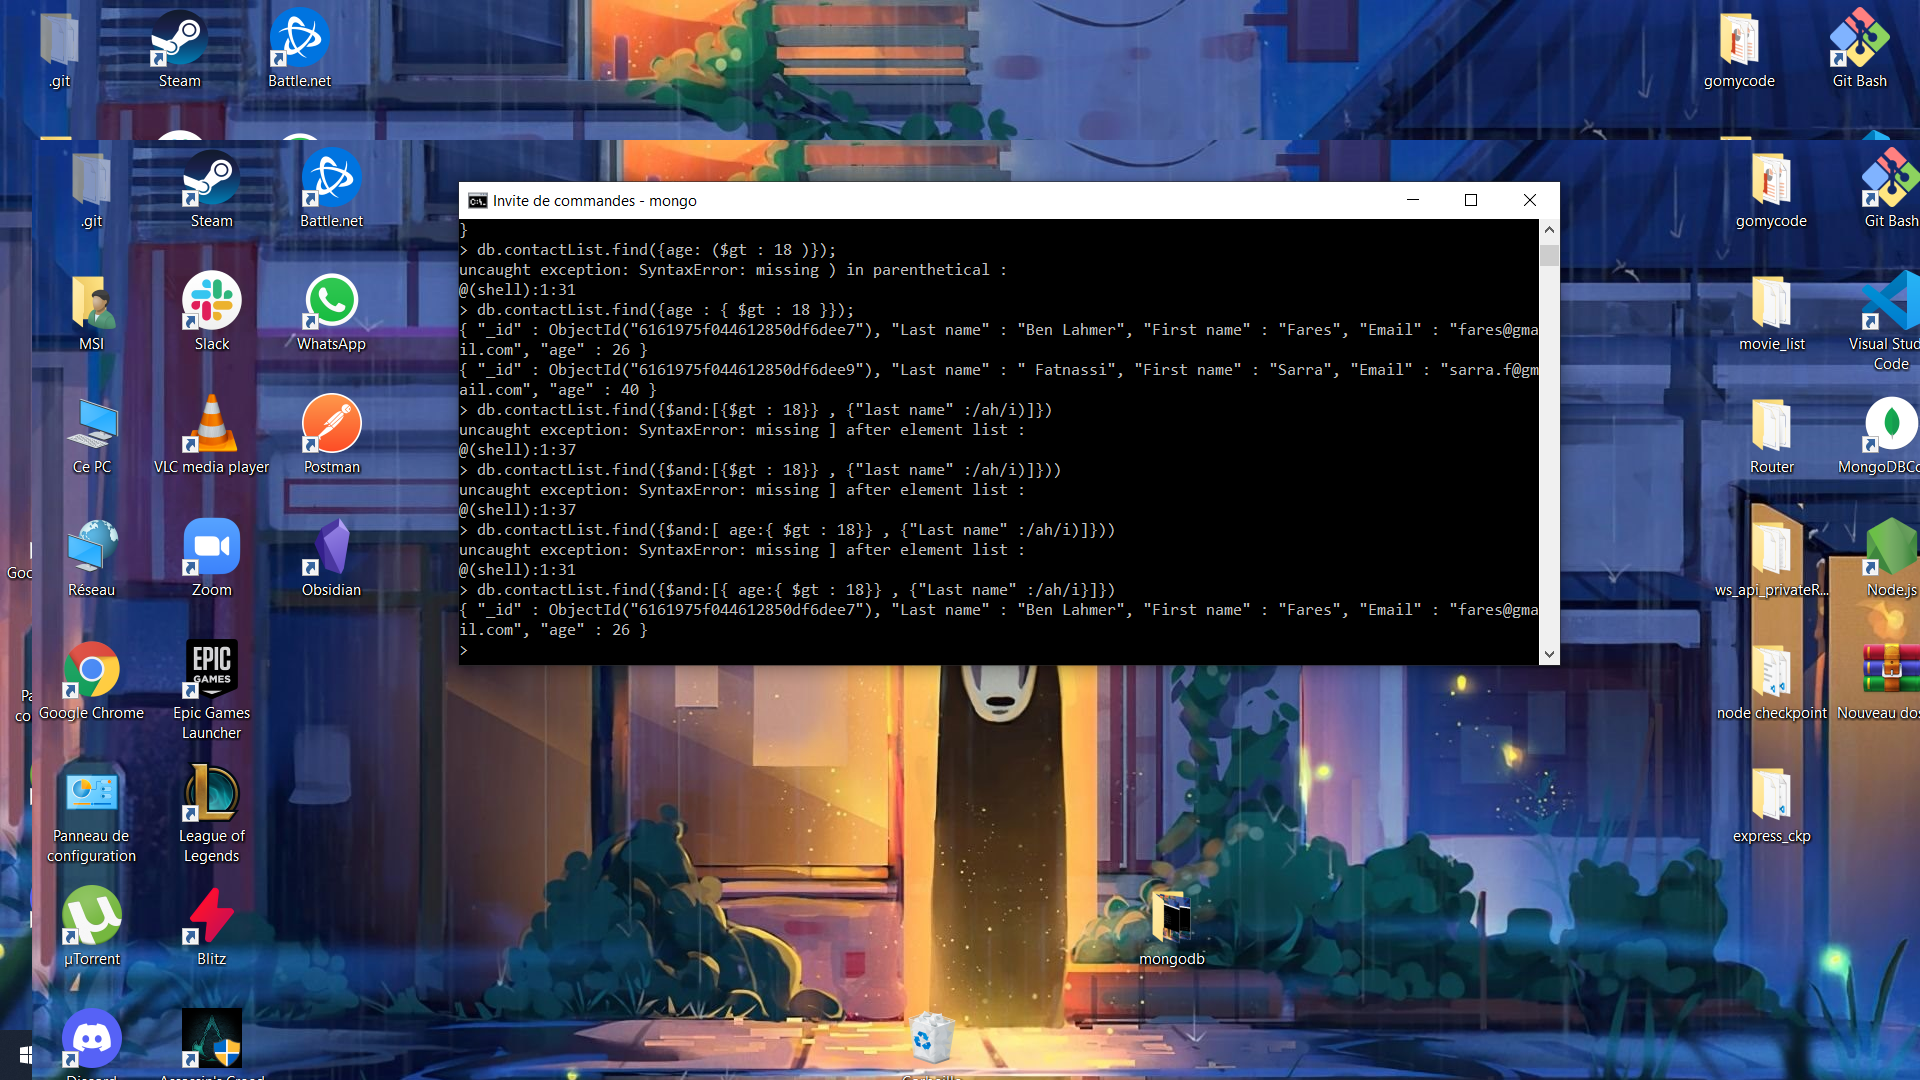 .git
Steam
Battle.net
gomycode
Git Bash
.git
Steam
Battle.net
gomycode
Git Bash
Invite de commandes - mongo
}
> db.contactList.find({age: ($gt : 18 )});
uncaught exception: SyntaxError: missing ) in parenthetical :
@(shell):1:31
> db.contactList.find({age : { $gt : 18 }});
{ "_id" : ObjectId("6161975f044612850df6dee7"), "Last name" : "Ben Lahmer", "First name" : "Fares", "Email" : "fares@gma
il.com", "age" : 26 }
{ "_id" : ObjectId("6161975f044612850df6dee9"), "Last name" : " Fatnassi", "First name" : "Sarra", "Email" : "sarra.f@gm
ail.com", "age" : 40 }
> db.contactList.find({$and:[{$gt : 18}} , {"last name" :/ah/i)]})
uncaught exception: SyntaxError: missing ] after element list :
@(shell):1:37
> db.contactList.find({$and:[{$gt : 18}} , {"last name" :/ah/i)]}))
uncaught exception: SyntaxError: missing ] after element list :
@(shell):1:37
> db.contactList.find({$and:[ age:{ $gt : 18}} , {"Last name" :/ah/i)]}))
uncaught exception: SyntaxError: missing ] after element list :
@(shell):1:31
> db.contactList.find({$and:[{ age:{ $gt : 18}} , {"Last name" :/ah/i}]})
{ "_id" : ObjectId("6161975f044612850df6dee7"), "Last name" : "Ben Lahmer", "First name" : "Fares", "Email" : "fares@gma
il.com", "age" : 26 }
>
MSI
Slack
WhatsApp
movie_list
Visual Stud
Code
Ce PC
VLC media player
Postman
Router
MongoDBCo
Goo
Réseau
Zoom
Obsidian
ws_api_privateR...
Node.js
Pa
co
Google Chrome
EPIC
GAMES
Epic Games
Launcher
node checkpoint
Nouveau dos
Panneau de
configuration
League of
Legends
express_ckp
µTorrent
Blitz
mongodb
Discord
Assassin's Creed
Corbeille